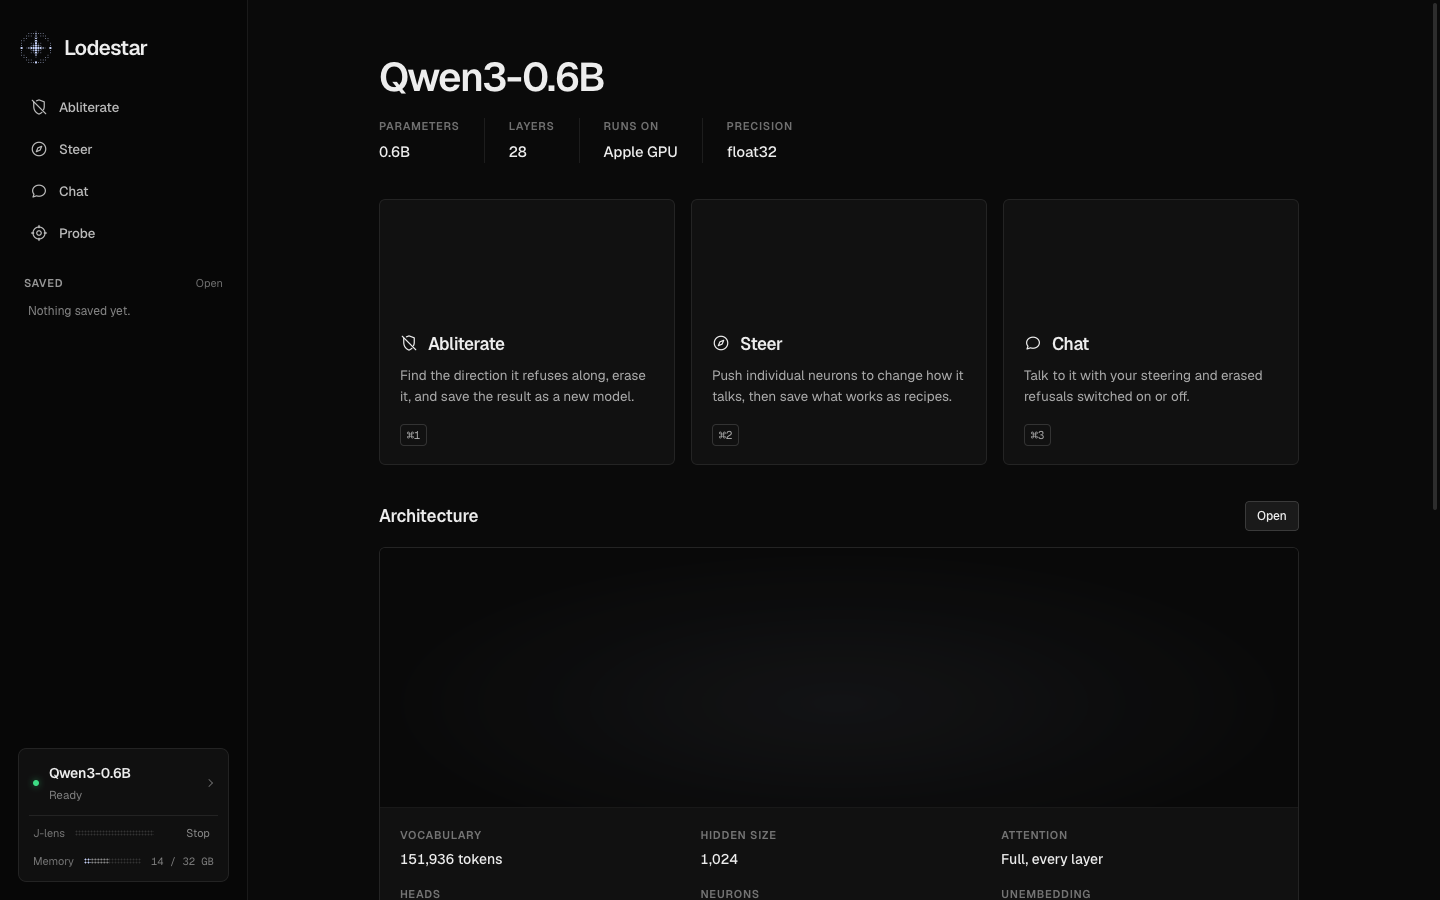 Lodestar
Abliterate
Steer
Chat
Probe
SAVED Open
Nothing saved yet.
Qwen3-0.6B
Ready
J-lens Stop
Memory 14 / 32 GB
Qwen3-0.6B
PARAMETERS LAYERS RUNS ON PRECISION
0.6B 28 Apple GPU float32
Abliterate
Find the direction it refuses along, erase
it, and save the result as a new model.
⌘1
Steer
Push individual neurons to change how it
talks, then save what works as recipes.
⌘2
Chat
Talk to it with your steering and erased
refusals switched on or off.
⌘3
Architecture Open
VOCABULARY HIDDEN SIZE ATTENTION
151,936 tokens 1,024 Full, every layer
HEADS NEURONS UNEMBEDDING